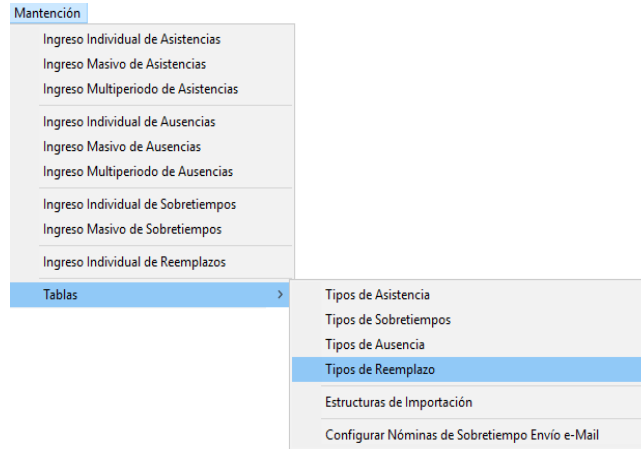 Mantención
Ingreso Individual de Asistencias
Ingreso Masivo de Asistencias
Ingreso Multiperiodo de Asistencias
Ingreso Individual de Ausencias
Ingreso Masivo de Ausencias
Ingreso Multiperiodo de Ausencias
Ingreso Individual de Sobretiempos
Ingreso Masivo de Sobretiempos
Ingreso Individual de Reemplazos
Tablas >
Tipos de Asistencia
Tipos de Sobretiempos
Tipos de Ausencia
Tipos de Reemplazo
Estructuras de Importación
Configurar Nóminas de Sobretiempo Envío e-Mail